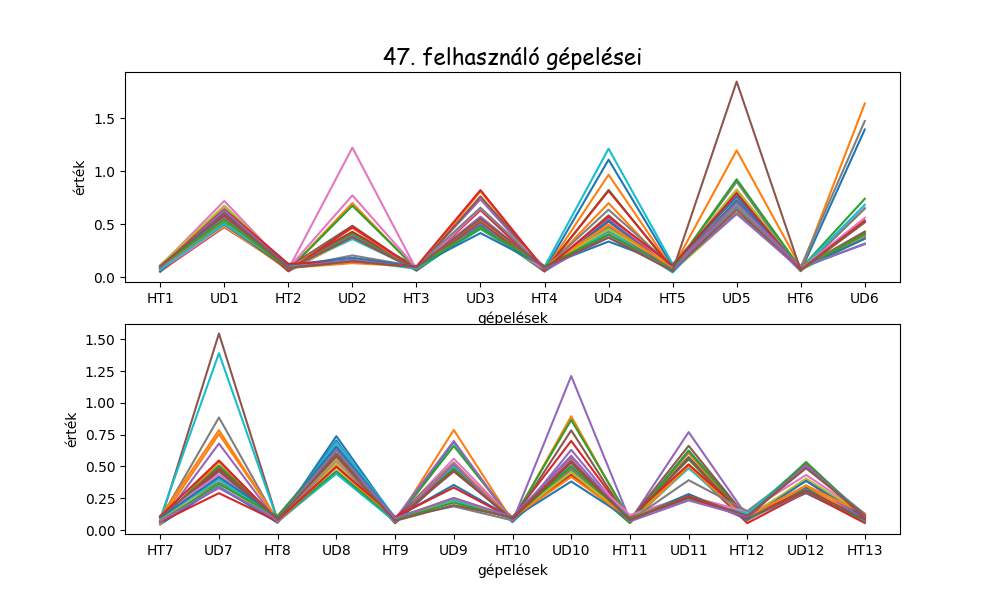 47. felhasználó gépelései
érték
1.5
1.0
0.5
0.0
HT1 UD1 HT2 UD2 HT3 UD3 HT4 UD4 HT5 UD5 HT6 UD6
gépelések
érték
1.50
1.25
1.00
0.75
0.50
0.25
0.00
HT7 UD7 HT8 UD8 HT9 UD9 HT10 UD10 HT11 UD11 HT12 UD12 HT13
gépelések